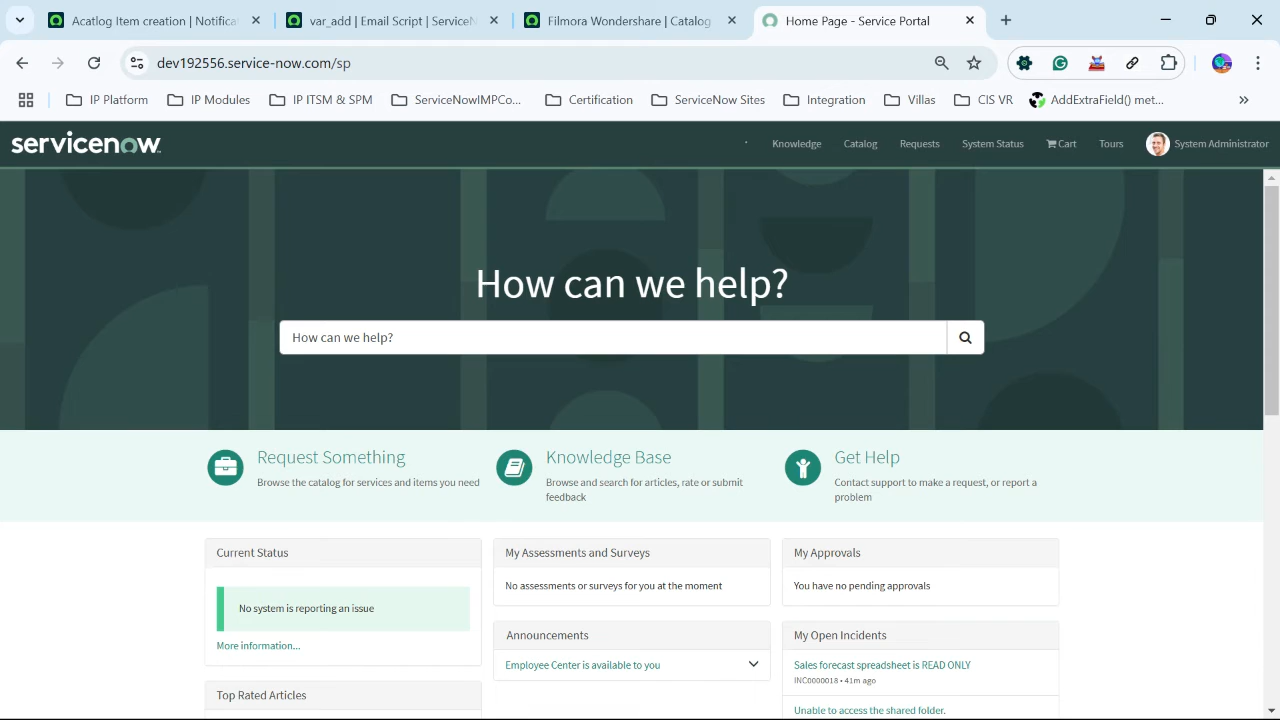 Acatlog Item creation | Notifica
var_add | Email Script | ServiceN
Filmora Wondershare | Catalog
Home Page - Service Portal
dev192556.service-now.com/sp
IP Platform
IP Modules
IP ITSM & SPM
ServiceNowIMPCo...
Certification
ServiceNow Sites
Integration
Villas
CIS VR
AddExtraField() met...
servicenow
Knowledge
Catalog
Requests
System Status
Cart
Tours
System Administrator
How can we help?
How can we help?
Request Something
Browse the catalog for services and items you need
Knowledge Base
Browse and search for articles, rate or submit
feedback
Get Help
Contact support to make a request, or report a
problem
Current Status
No system is reporting an issue
More information...
Top Rated Articles
My Assessments and Surveys
No assessments or surveys for you at the moment
Announcements
Employee Center is available to you
My Approvals
You have no pending approvals
My Open Incidents
Sales forecast spreadsheet is READ ONLY
INC0000018 • 41m ago
Unable to access the shared folder.